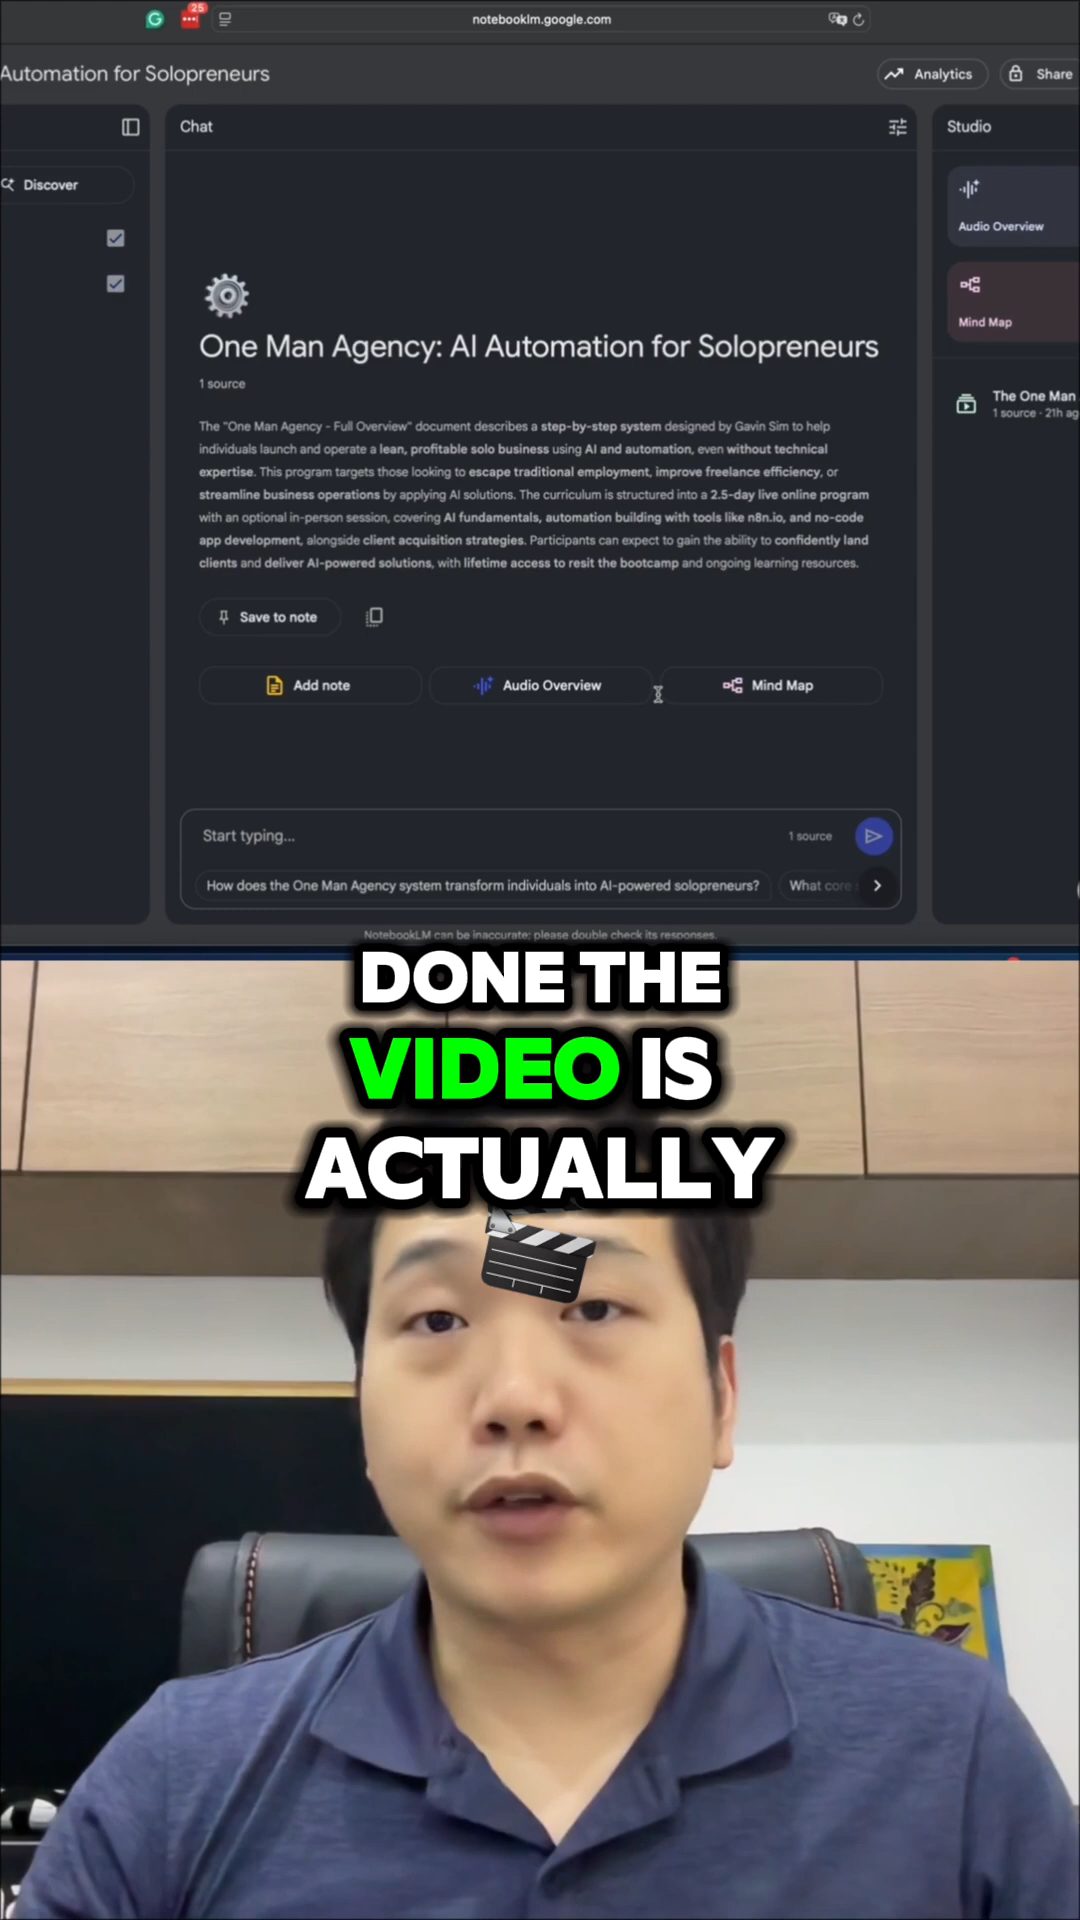 25
notebooklm.google.com
Automation for Solopreneurs
Analytics
Share
Chat
Studio
Discover
Audio Overview
Mind Map
One Man Agency: AI Automation for Solopreneurs
1 source
The "One Man Agency - Full Overview" document describes a step-by-step system designed by Gavin Sim to help
individuals launch and operate a lean, profitable solo business using AI and automation, even without technical
expertise. This program targets those looking to escape traditional employment, improve freelance efficiency, or
streamline business operations by applying AI solutions. The curriculum is structured into a 2.5-day live online program
with an optional in-person session, covering AI fundamentals, automation building with tools like n8n.io, and no-code
app development, alongside client acquisition strategies. Participants can expect to gain the ability to confidently land
clients and deliver AI-powered solutions, with lifetime access to resit the bootcamp and ongoing learning resources.
The One Man
1 source · 21h ag
Save to note
Add note
Audio Overview
Mind Map
Start typing...
1 source
How does the One Man Agency system transform individuals into AI-powered solopreneurs?
What core
NotebookLM can be inaccurate; please double check its responses.
DONE THE
VIDEO IS
ACTUALLY